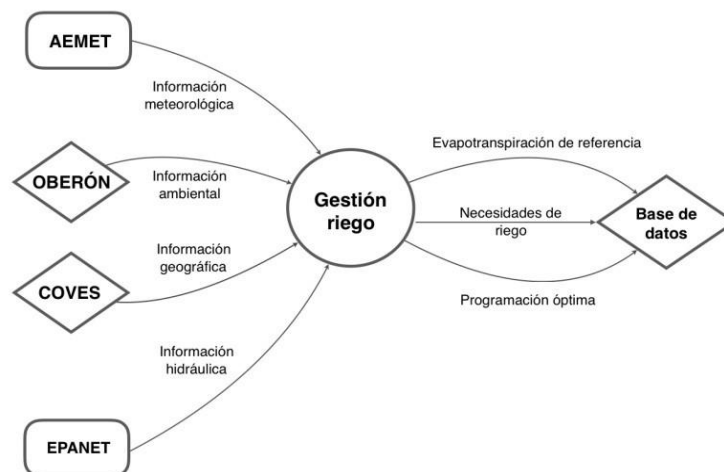 AEMET
Información
meteorológica
OBERÓN
Información
ambiental
COVES
Información
geográfica
Información
hidráulica
EPANET
Gestión
riego
Evapotranspiración de referencia
Necesidades de
riego
Programación óptima
Base de
datos